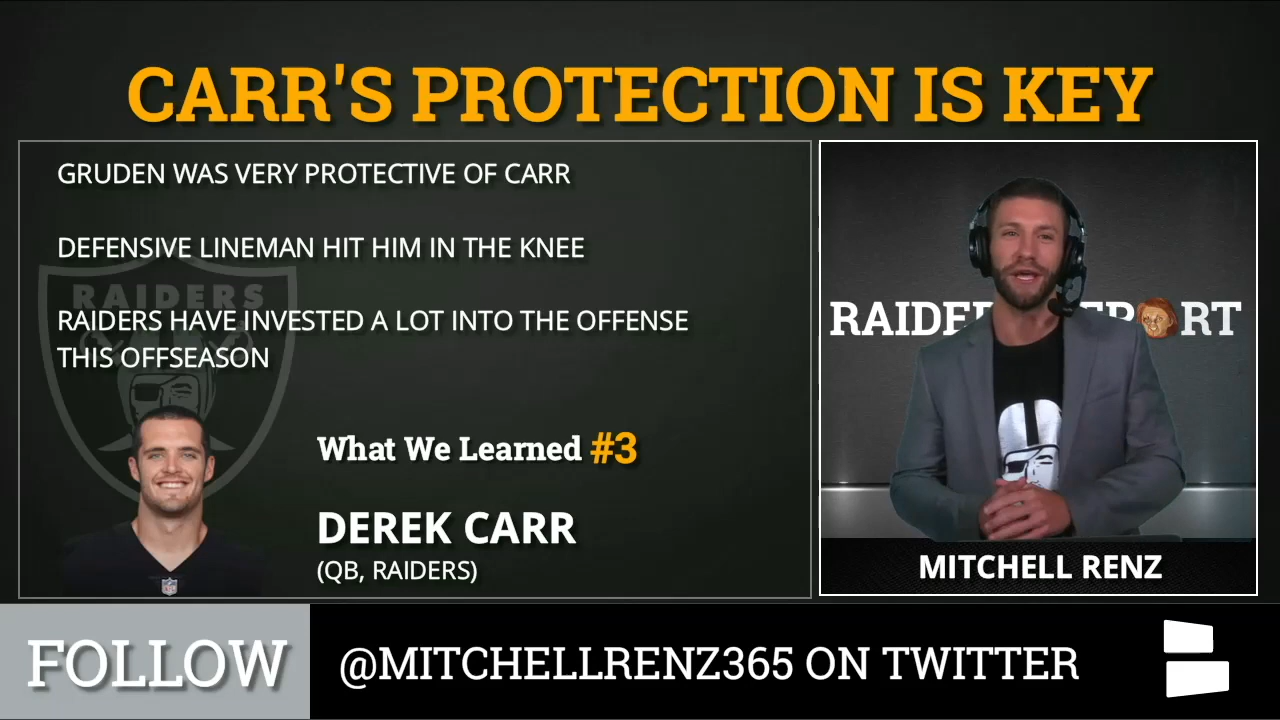 CARR'S PROTECTION IS KEY
GRUDEN WAS VERY PROTECTIVE OF CARR
DEFENSIVE LINEMAN HIT HIM IN THE KNEE
RAIDERS
RAIDERS HAVE INVESTED A LOT INTO THE OFFENSE
THIS OFFSEASON
What We Learned #3
DEREK CARR
(QB, RAIDERS)
MITCHELL RENZ
FOLLOW
@MITCHELLRENZ365 ON TWITTER